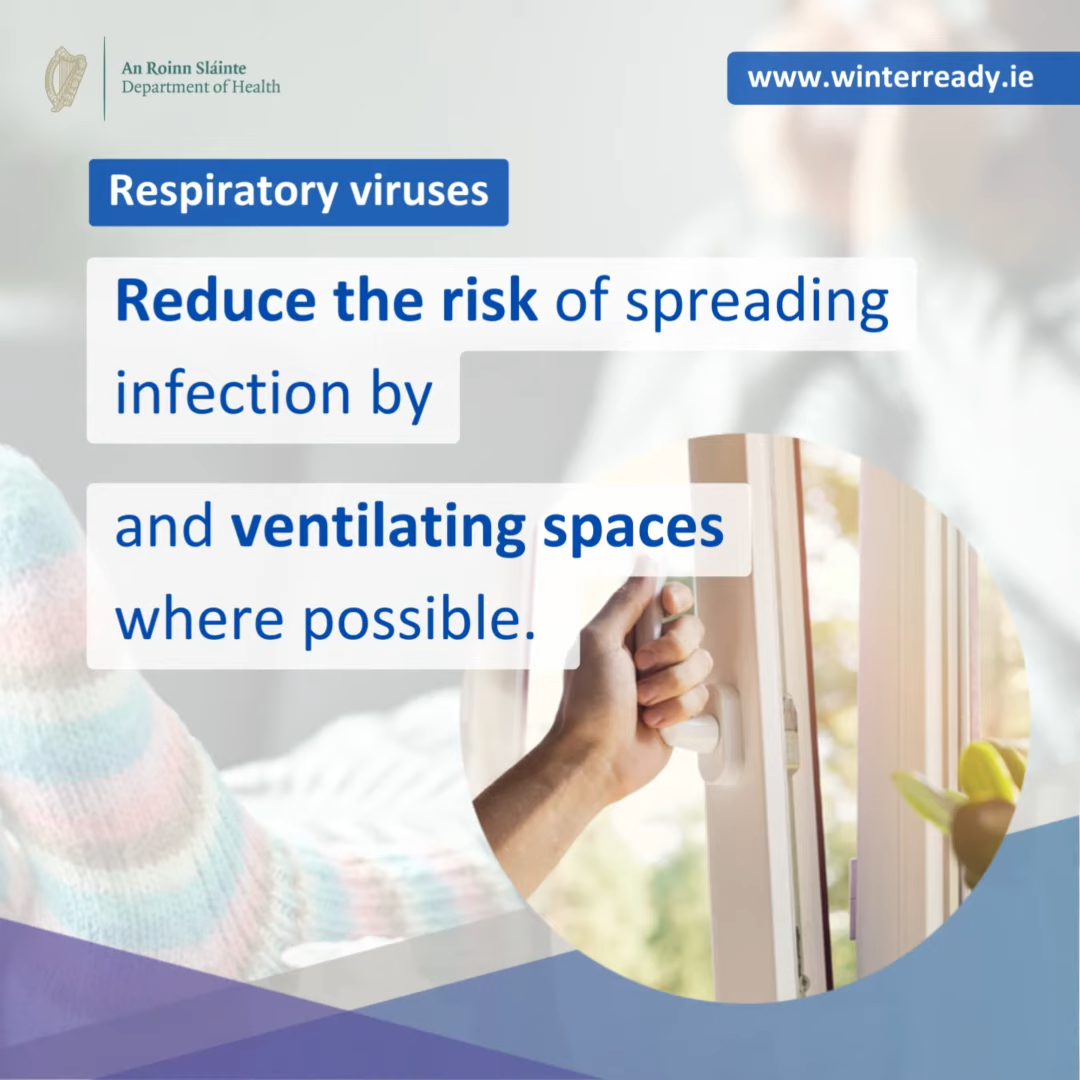 An Roinn Sláinte
Department of Health
www.winterready.ie
Respiratory viruses
Reduce the risk of spreading
infection by
and ventilating spaces
where possible.